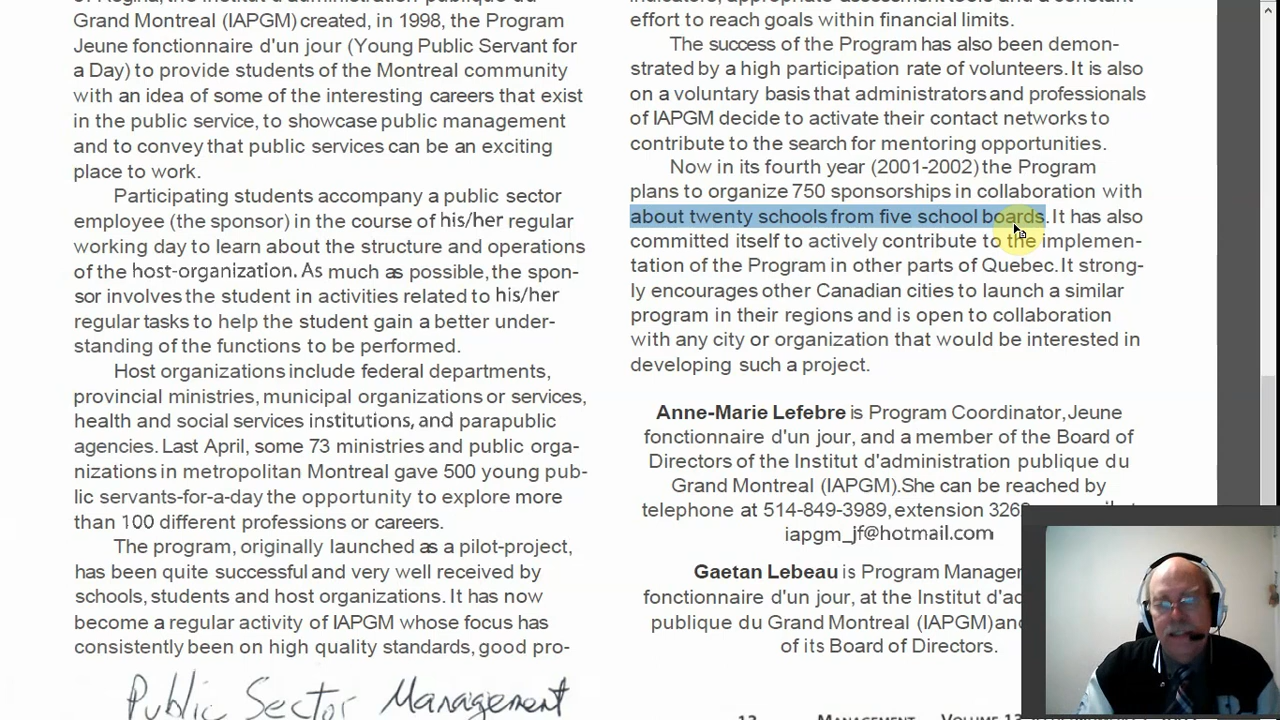 of Regina, the Institut d'administration publique du
Grand Montreal (IAPGM) created, in 1998, the Program
Jeune fonctionnaire d'un jour (Young Public Servant for
a Day) to provide students of the Montreal community
with an idea of some of the interesting careers that exist
in the public service, to showcase public management
and to convey that public services can be an exciting
place to work.
Participating students accompany a public sector
employee (the sponsor) in the course of his/her regular
working day to learn about the structure and operations
of the host-organization. As much as possible, the spon-
sor involves the student in activities related to his/her
regular tasks to help the student gain a better under-
standing of the functions to be performed.
Host organizations include federal departments,
provincial ministries, municipal organizations or services,
health and social services institutions, and parapublic
agencies. Last April, some 73 ministries and public orga-
nizations in metropolitan Montreal gave 500 young pub-
lic servants-for-a-day the opportunity to explore more
than 100 different professions or careers.
The program, originally launched as a pilot-project,
has been quite successful and very well received by
schools, students and host organizations. It has now
become a regular activity of IAPGM whose focus has
consistently been on high quality standards, good pro-
Public Sector Management
indicators, appropriate assessment tools and a constant
effort to reach goals within financial limits.
The success of the Program has also been demon-
strated by a high participation rate of volunteers. It is also
on a voluntary basis that administrators and professionals
of IAPGM decide to activate their contact networks to
contribute to the search for mentoring opportunities.
Now in its fourth year (2001-2002) the Program
plans to organize 750 sponsorships in collaboration with
about twenty schools from five school boards. It has also
committed itself to actively contribute to the implemen-
tation of the Program in other parts of Quebec. It strong-
ly encourages other Canadian cities to launch a similar
program in their regions and is open to collaboration
with any city or organization that would be interested in
developing such a project.
Anne-Marie Lefebre is Program Coordinator, Jeune
fonctionnaire d'un jour, and a member of the Board of
Directors of the Institut d'administration publique du
Grand Montreal (IAPGM). She can be reached by
telephone at 514-849-3989, extension
iapgm_jf@hotmail.com
Gaetan Lebeau is Program
fonctionnaire d'un jour, at the Institut
publique du Grand Montreal (IAPGM) and
of its Board of Directors.
12 Management Volume